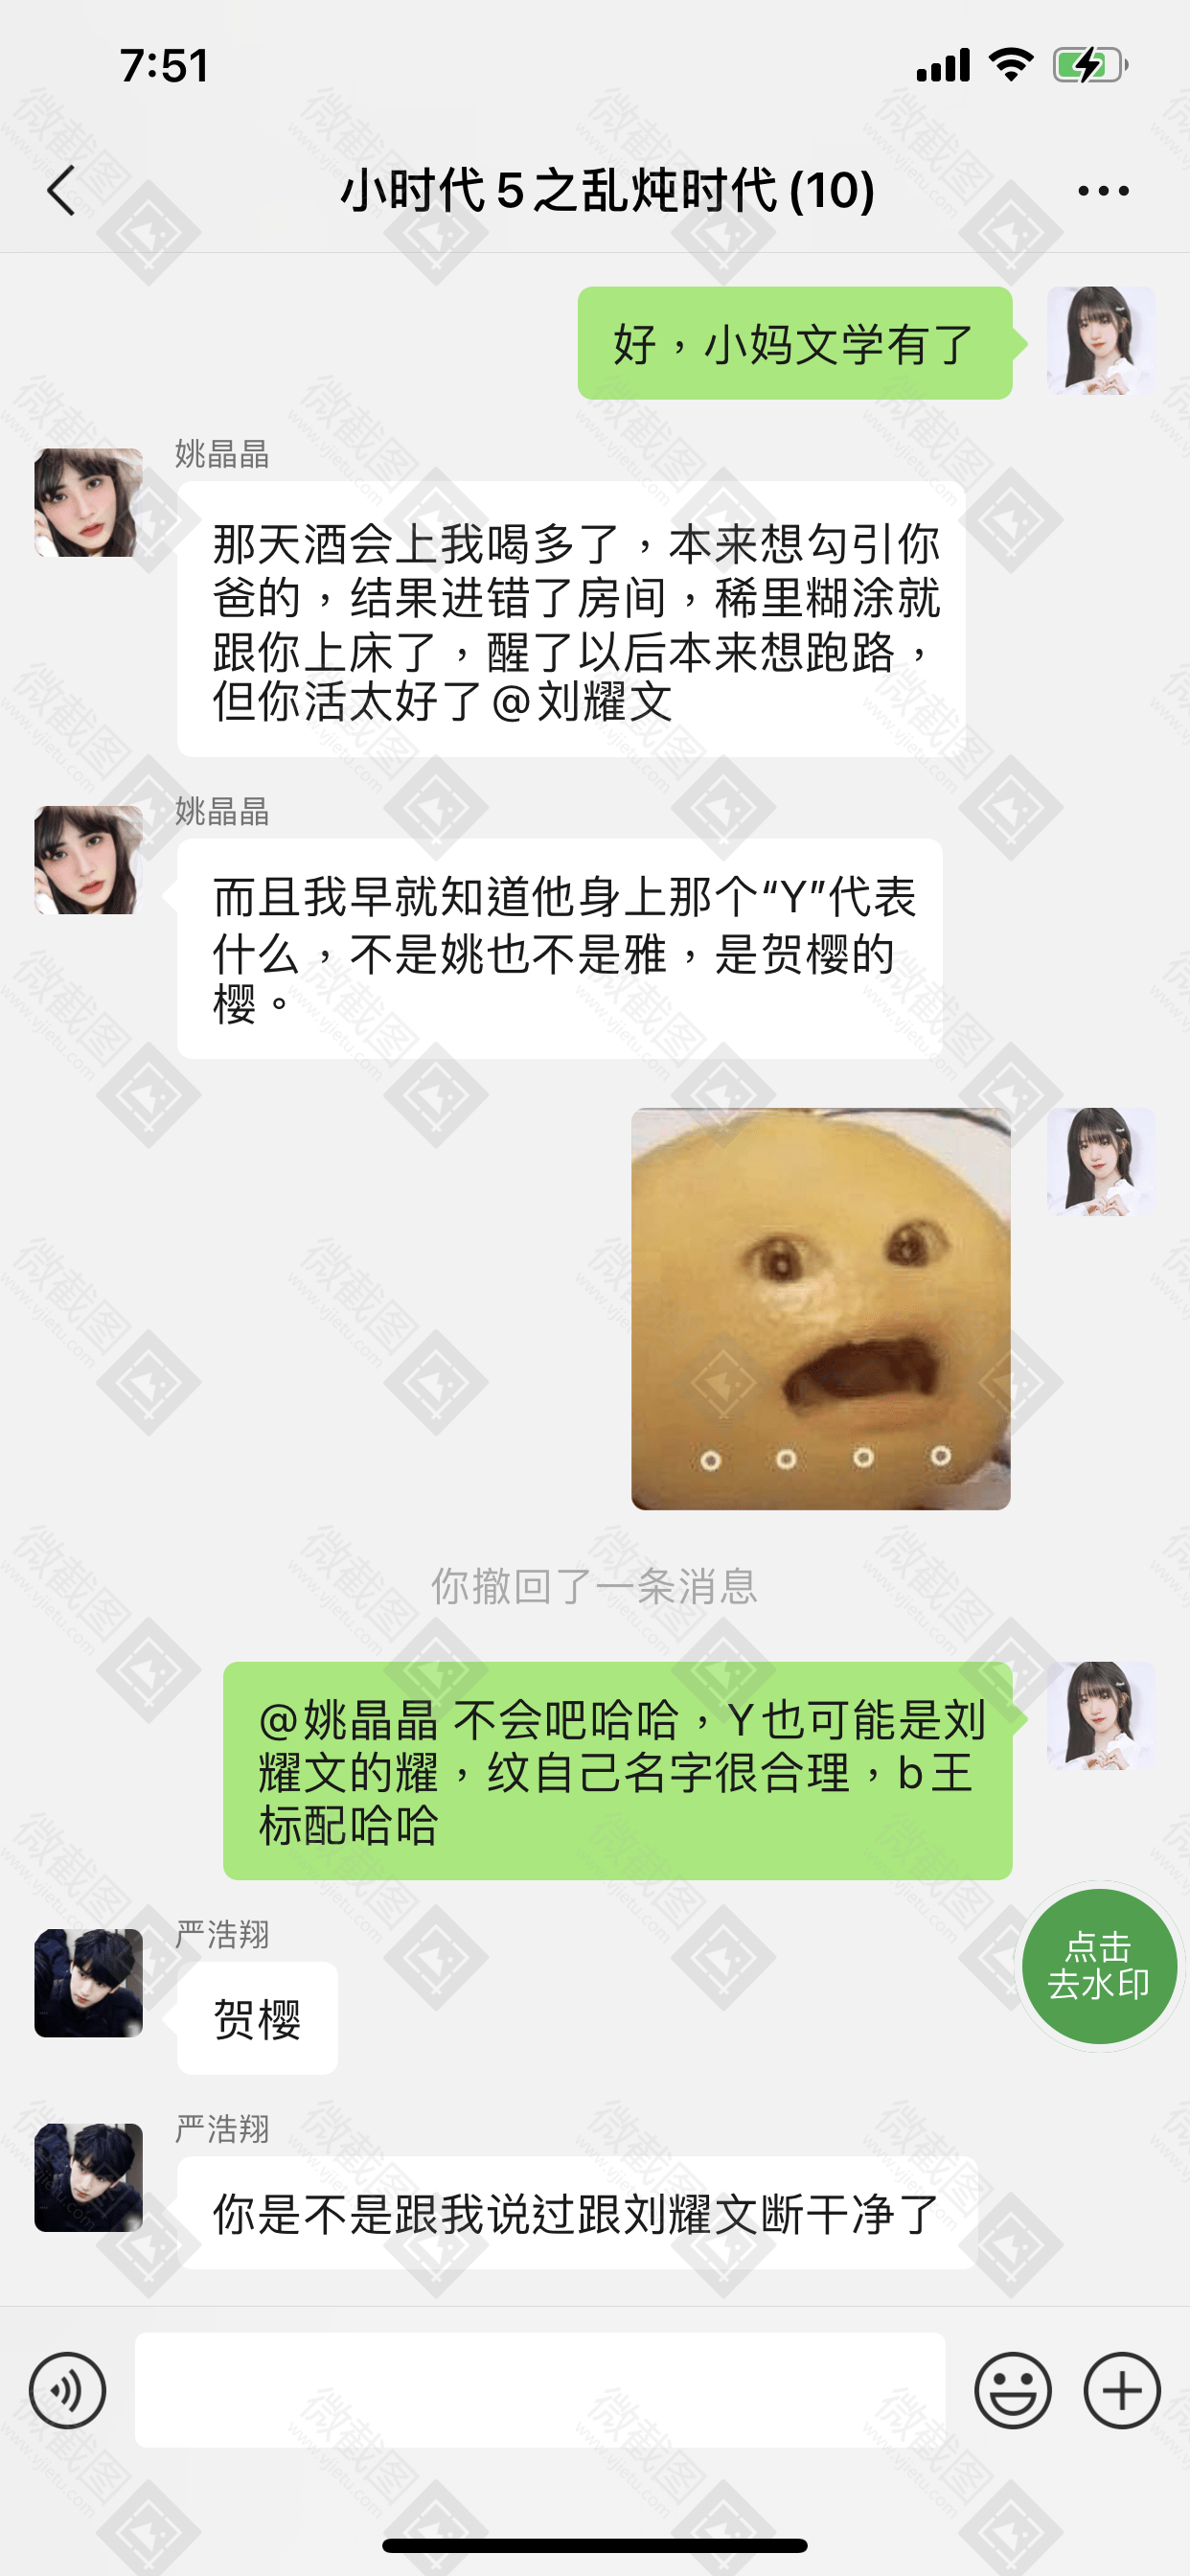 7:51
小时代5之乱炖时代(10)
好，小妈文学有了
姚晶晶
那天酒会上我喝多了，本来想勾引你
爸的，结果进错了房间，稀里糊涂就
跟你上床了，醒了以后本来想跑路，
但你活太好了@刘耀文
姚晶晶
而且我早就知道他身上那个“Y”代表
什么，不是姚也不是雅，是贺樱的
樱。
你撤回了一条消息
@姚晶晶 不会吧哈哈，Y也可能是刘
耀文的耀，纹自己名字很合理，b王
标配哈哈
严浩翔
贺樱
点击
去水印
严浩翔
你是不是跟我说过跟刘耀文断干净了
微截图
www.vjietu.com